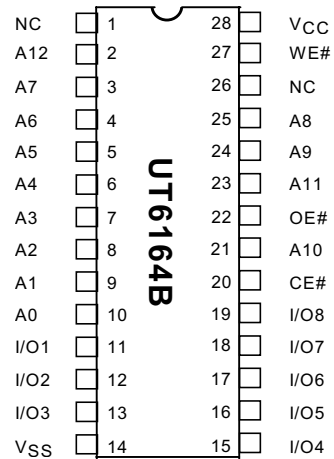 NC 1 28 VCC
A12 2 27 WE#
A7 3 26 NC
A6 4 25 A8
A5 5 24 A9
A4 6 23 A11
A3 7 22 OE#
A2 8 21 A10
A1 9 20 CE#
A0 10 19 I/O8
I/O1 11 18 I/O7
I/O2 12 17 I/O6
I/O3 13 16 I/O5
VSS 14 15 I/O4
UT6164B